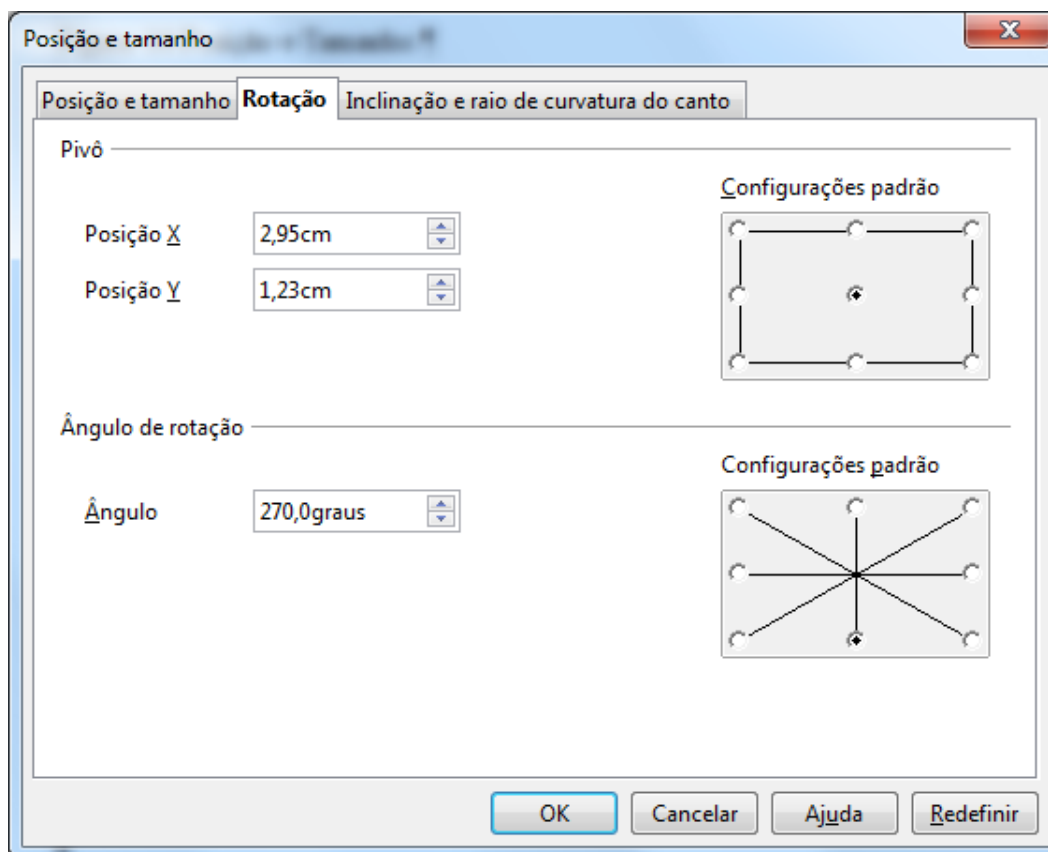 Posição e tamanho
Posição e tamanho Rotação Inclinação e raio de curvatura do canto
Pivô
Configurações padrão
Posição X 2,95cm
Posição Y 1,23cm
Ângulo de rotação
Configurações padrão
Ângulo 270,0graus
OK Cancelar Ajuda Redefinir